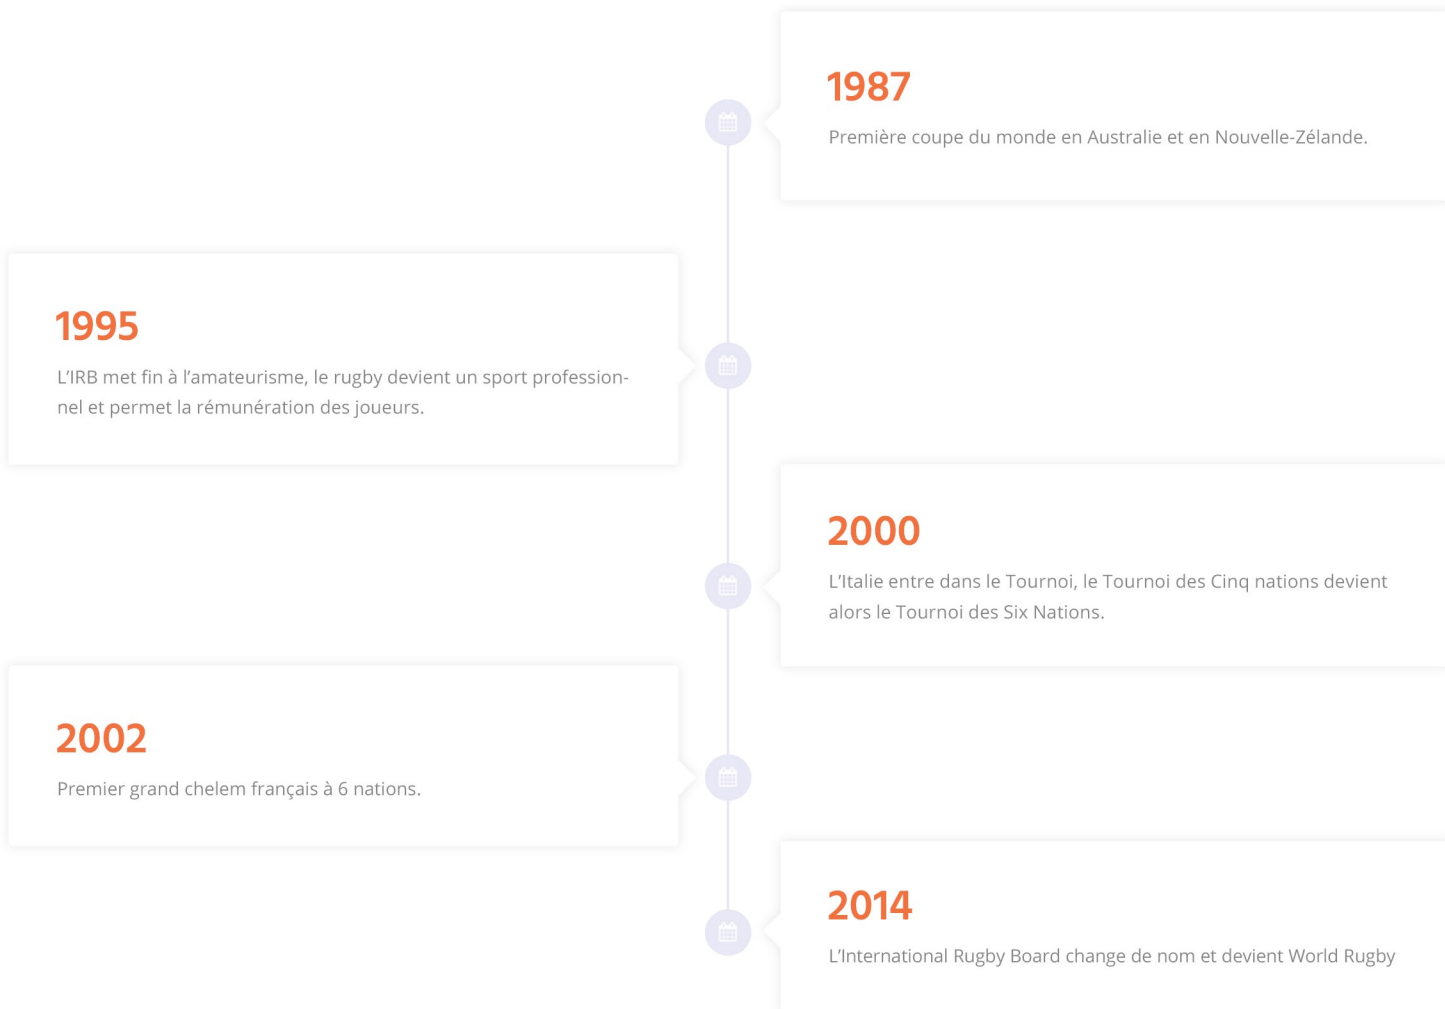 1987
Première coupe du monde en Australie et en Nouvelle-Zélande.
1995
L'IRB met fin à l'amateurisme, le rugby devient un sport profession-
nel et permet la rémunération des joueurs.
2000
L'Italie entre dans le Tournoi, le Tournoi des Cinq nations devient
alors le Tournoi des Six Nations.
2002
Premier grand chelem français à 6 nations.
2014
L'International Rugby Board change de nom et devient World Rugby